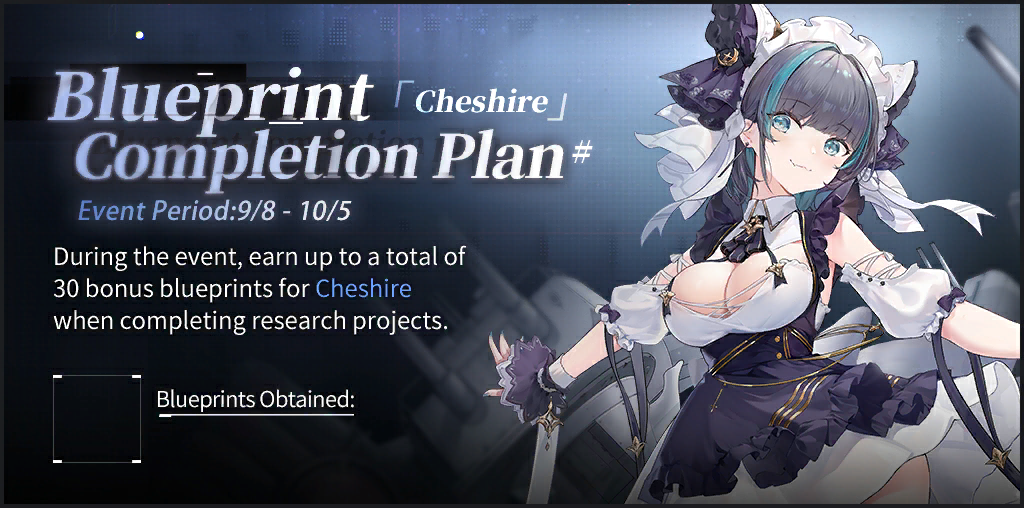 Blueprint「Cheshire」
Completion Plan#
Event Period:9/8 - 10/5
During the event, earn up to a total of
30 bonus blueprints for Cheshire
when completing research projects.
Blueprints Obtained: